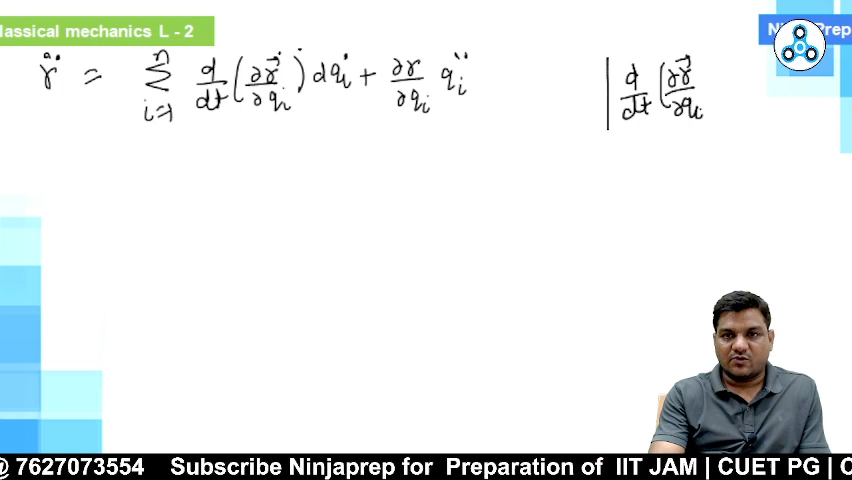 lassical mechanics L - 2
Ni Prep
r̈ = Σ_{i=1}^{n} d/dt (∂r⃗/∂q_i) dq̇_i + ∂r/∂q_i q̈_i
| d/dt (∂r⃗/∂q_i
@ 7627073554 Subscribe Ninjaprep for Preparation of IIT JAM | CUET PG | C